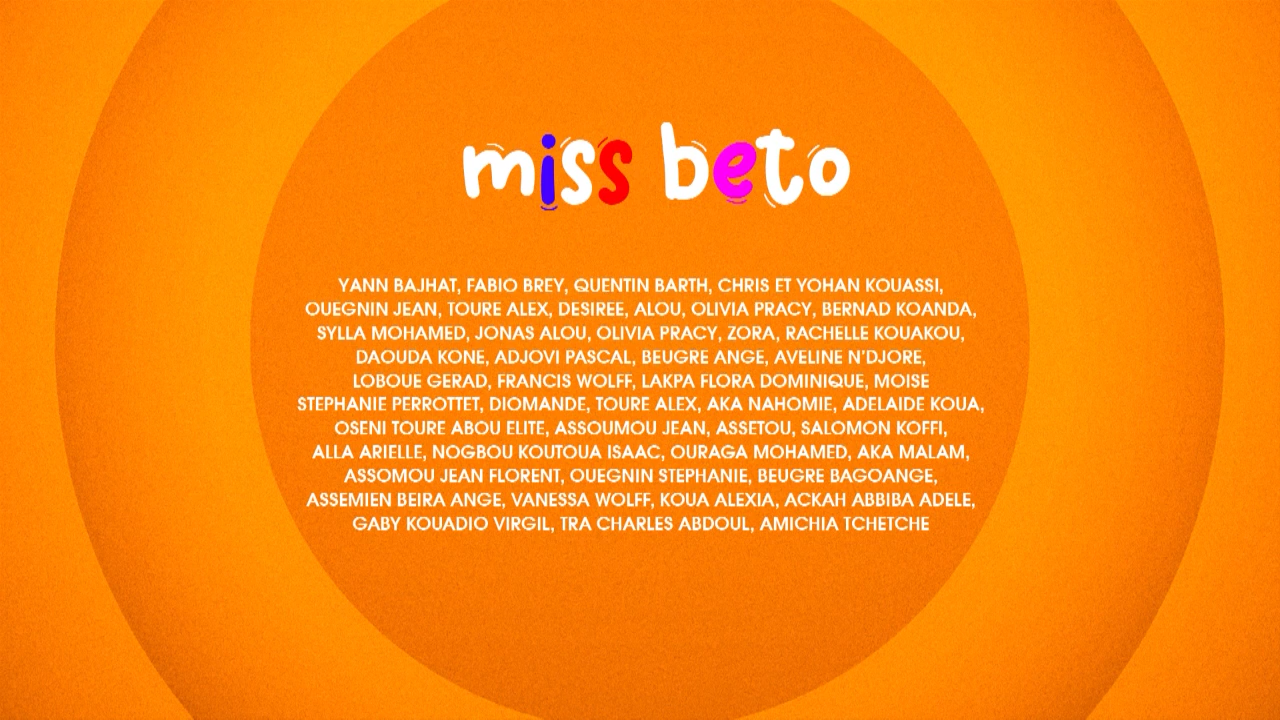 miss beto
YANN BAJHAT, FABIO BREY, QUENTIN BARTH, CHRIS ET YOHAN KOUASSI,
OUEGNIN JEAN, TOURE ALEX, DESIREE, ALOU, OLIVIA PRACY, BERNAD KOANDA,
SYLLA MOHAMED, JONAS ALOU, OLIVIA PRACY, ZORA, RACHELLE KOUAKOU,
DAOUDA KONE, ADJOVI PASCAL, BEUGRE ANGE, AVELINE N'DJORE,
LOBOUE GERAD, FRANCIS WOLFF, LAKPA FLORA DOMINIQUE, MOISE
STEPHANIE PERROTTET, DIOMANDE, TOURE ALEX, AKA NAHOMIE, ADELAIDE KOUA,
OSENI TOURE ABOU ELITE, ASSOUMOU JEAN, ASSETOU, SALOMON KOFFI,
ALLA ARIELLE, NOGBOU KOUTOUA ISAAC, OURAGA MOHAMED, AKA MALAM,
ASSOMOU JEAN FLORENT, OUEGNIN STEPHANIE, BEUGRE BAGOANGE,
ASSEMIEN BEIRA ANGE, VANESSA WOLFF, KOUA ALEXIA, ACKAH ABBIBA ADELE,
GABY KOUADIO VIRGIL, TRA CHARLES ABDOUL, AMICHIA TCHETCHE